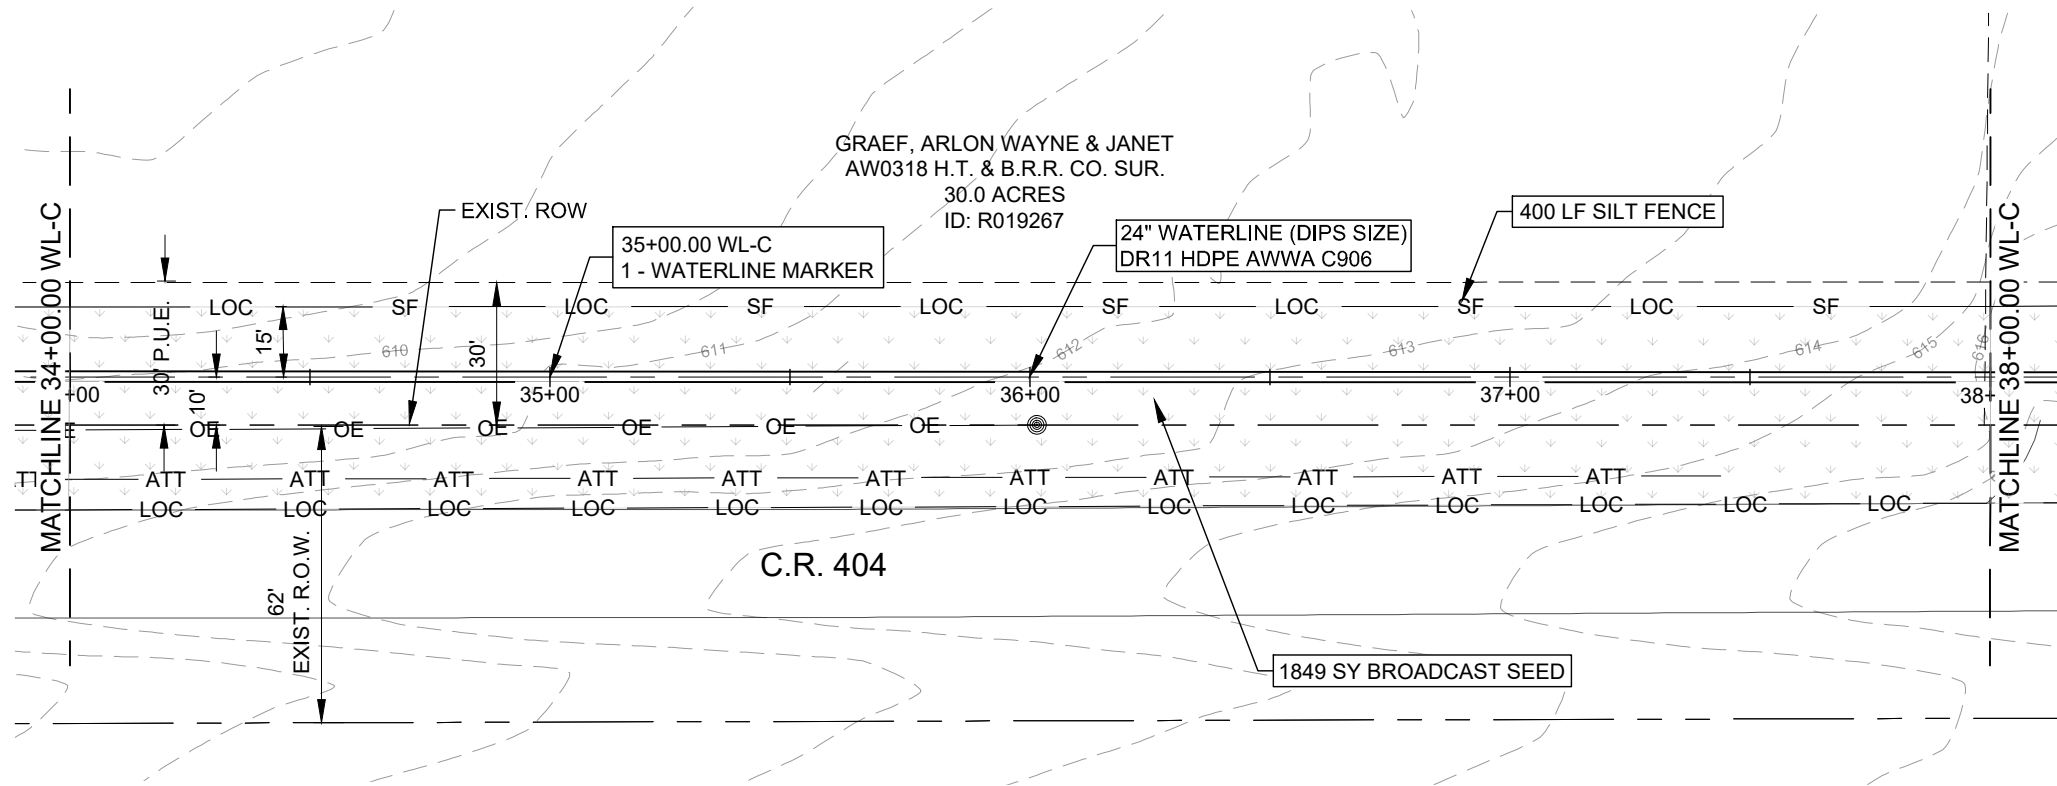 GRAEF, ARLON WAYNE & JANET
AW0318 H.T. & B.R.R. CO. SUR.
30.0 ACRES
ID: R019267
EXIST. ROW
35+00.00 WL-C
1 - WATERLINE MARKER
24" WATERLINE (DIPS SIZE)
DR11 HDPE AWWA C906
400 LF SILT FENCE
MATCHLINE 34+00.00 WL-C
MATCHLINE 38+00.00 WL-C
LOC SF LOC SF LOC SF LOC SF LOC SF
30' P.U.E.
15'
30'
10'
610 611 612 613 614 615 616
+00 35+00 36+00 37+00 38+
E OE OE OE OE OE OE
ATT ATT ATT ATT ATT ATT ATT ATT ATT ATT ATT
LOC LOC LOC LOC LOC LOC LOC LOC LOC LOC LOC LOC LOC
C.R. 404
62'
EXIST. R.O.W.
1849 SY BROADCAST SEED